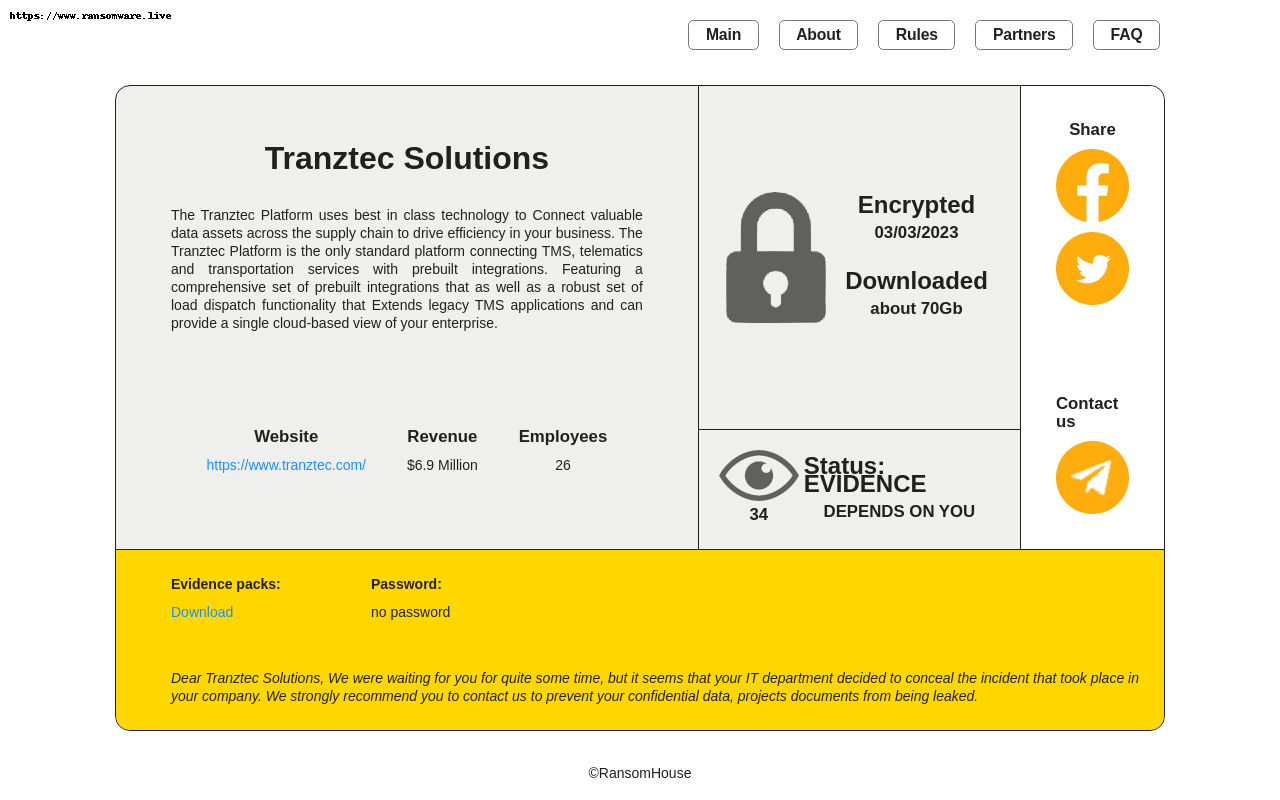 https://www.ransomware.live
Main
About
Rules
Partners
FAQ
Tranztec Solutions
The Tranztec Platform uses best in class technology to Connect valuable
data assets across the supply chain to drive efficiency in your business. The
Tranztec Platform is the only standard platform connecting TMS, telematics
and transportation services with prebuilt integrations. Featuring a
comprehensive set of prebuilt integrations that as well as a robust set of
load dispatch functionality that Extends legacy TMS applications and can
provide a single cloud-based view of your enterprise.
Website
Revenue
Employees
https://www.tranztec.com/
$6.9 Million
26
Encrypted
03/03/2023
Downloaded
about 70Gb
34
Status:
EVIDENCE
DEPENDS ON YOU
Share
Contact
us
Evidence packs:
Password:
Download
no password
Dear Tranztec Solutions, We were waiting for you for quite some time, but it seems that your IT department decided to conceal the incident that took place in
your company. We strongly recommend you to contact us to prevent your confidential data, projects documents from being leaked.
©RansomHouse